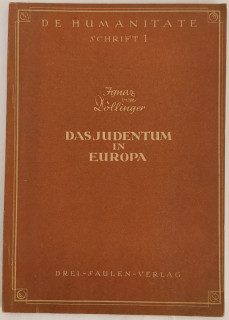 DE HUMANITATE
SCHRIFT 1
Ignaz
von
Döllinger
DAS JUDENTUM
IN
EUROPA
DREI-SÄULEN-VERLAG